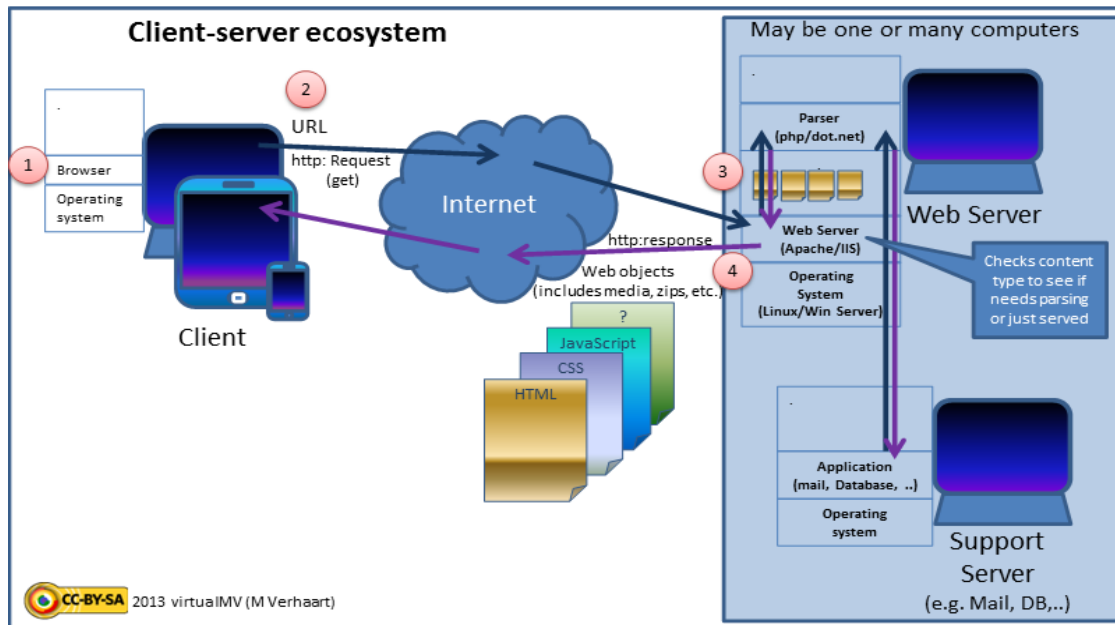 Client-server ecosystem
May be one or many computers
.
1
Browser
Operating
system
2
URL
http: Request
(get)
Client
Internet
http:response
Web objects
(includes media, zips, etc.)
?
JavaScript
CSS
HTML
.
Parser
(php/dot.net)
3
.
Web Server
(Apache/IIS)
4
Operating
System
(Linux/Win Server)
Web Server
Checks content
type to see if
needs parsing
or just served
.
Application
(mail, Database, ..)
Operating
system
Support
Server
(e.g. Mail, DB,..)
CC-BY-SA
2013 virtualMV (M Verhaart)